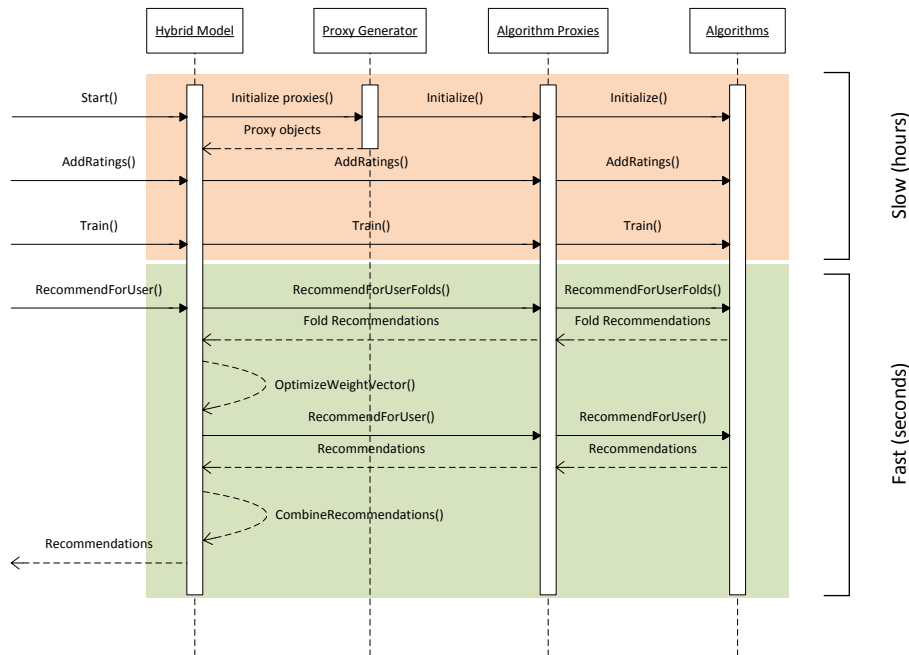 Hybrid Model
Proxy Generator
Algorithm Proxies
Algorithms
Start()
Initialize proxies()
Initialize()
Initialize()
Proxy objects
AddRatings()
AddRatings()
AddRatings()
Train()
Train()
Train()
Slow (hours)
RecommendForUser()
RecommendForUserFolds()
RecommendForUserFolds()
Fold Recommendations
Fold Recommendations
OptimizeWeightVector()
RecommendForUser()
RecommendForUser()
Recommendations
Recommendations
CombineRecommendations()
Recommendations
Fast (seconds)